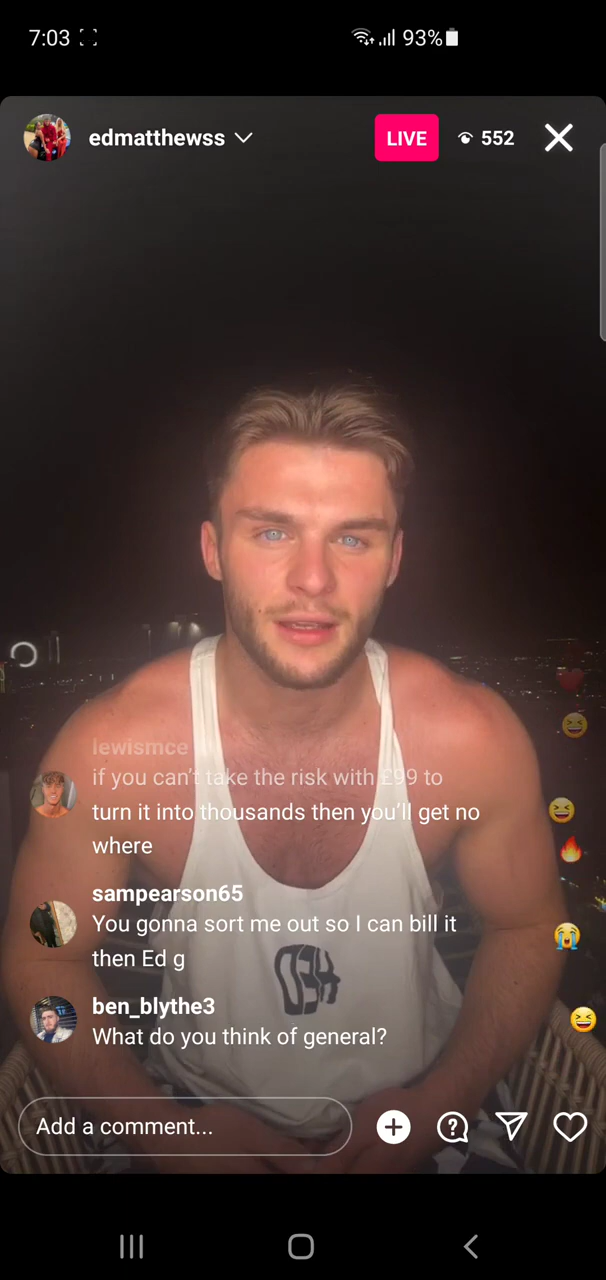 7:03
93%
edmatthewss
LIVE
552
lewismce
if you can't take the risk with £99 to
turn it into thousands then you'll get no
where
sampearson65
You gonna sort me out so I can bill it
then Ed g
ben_blythe3
What do you think of general?
Add a comment...